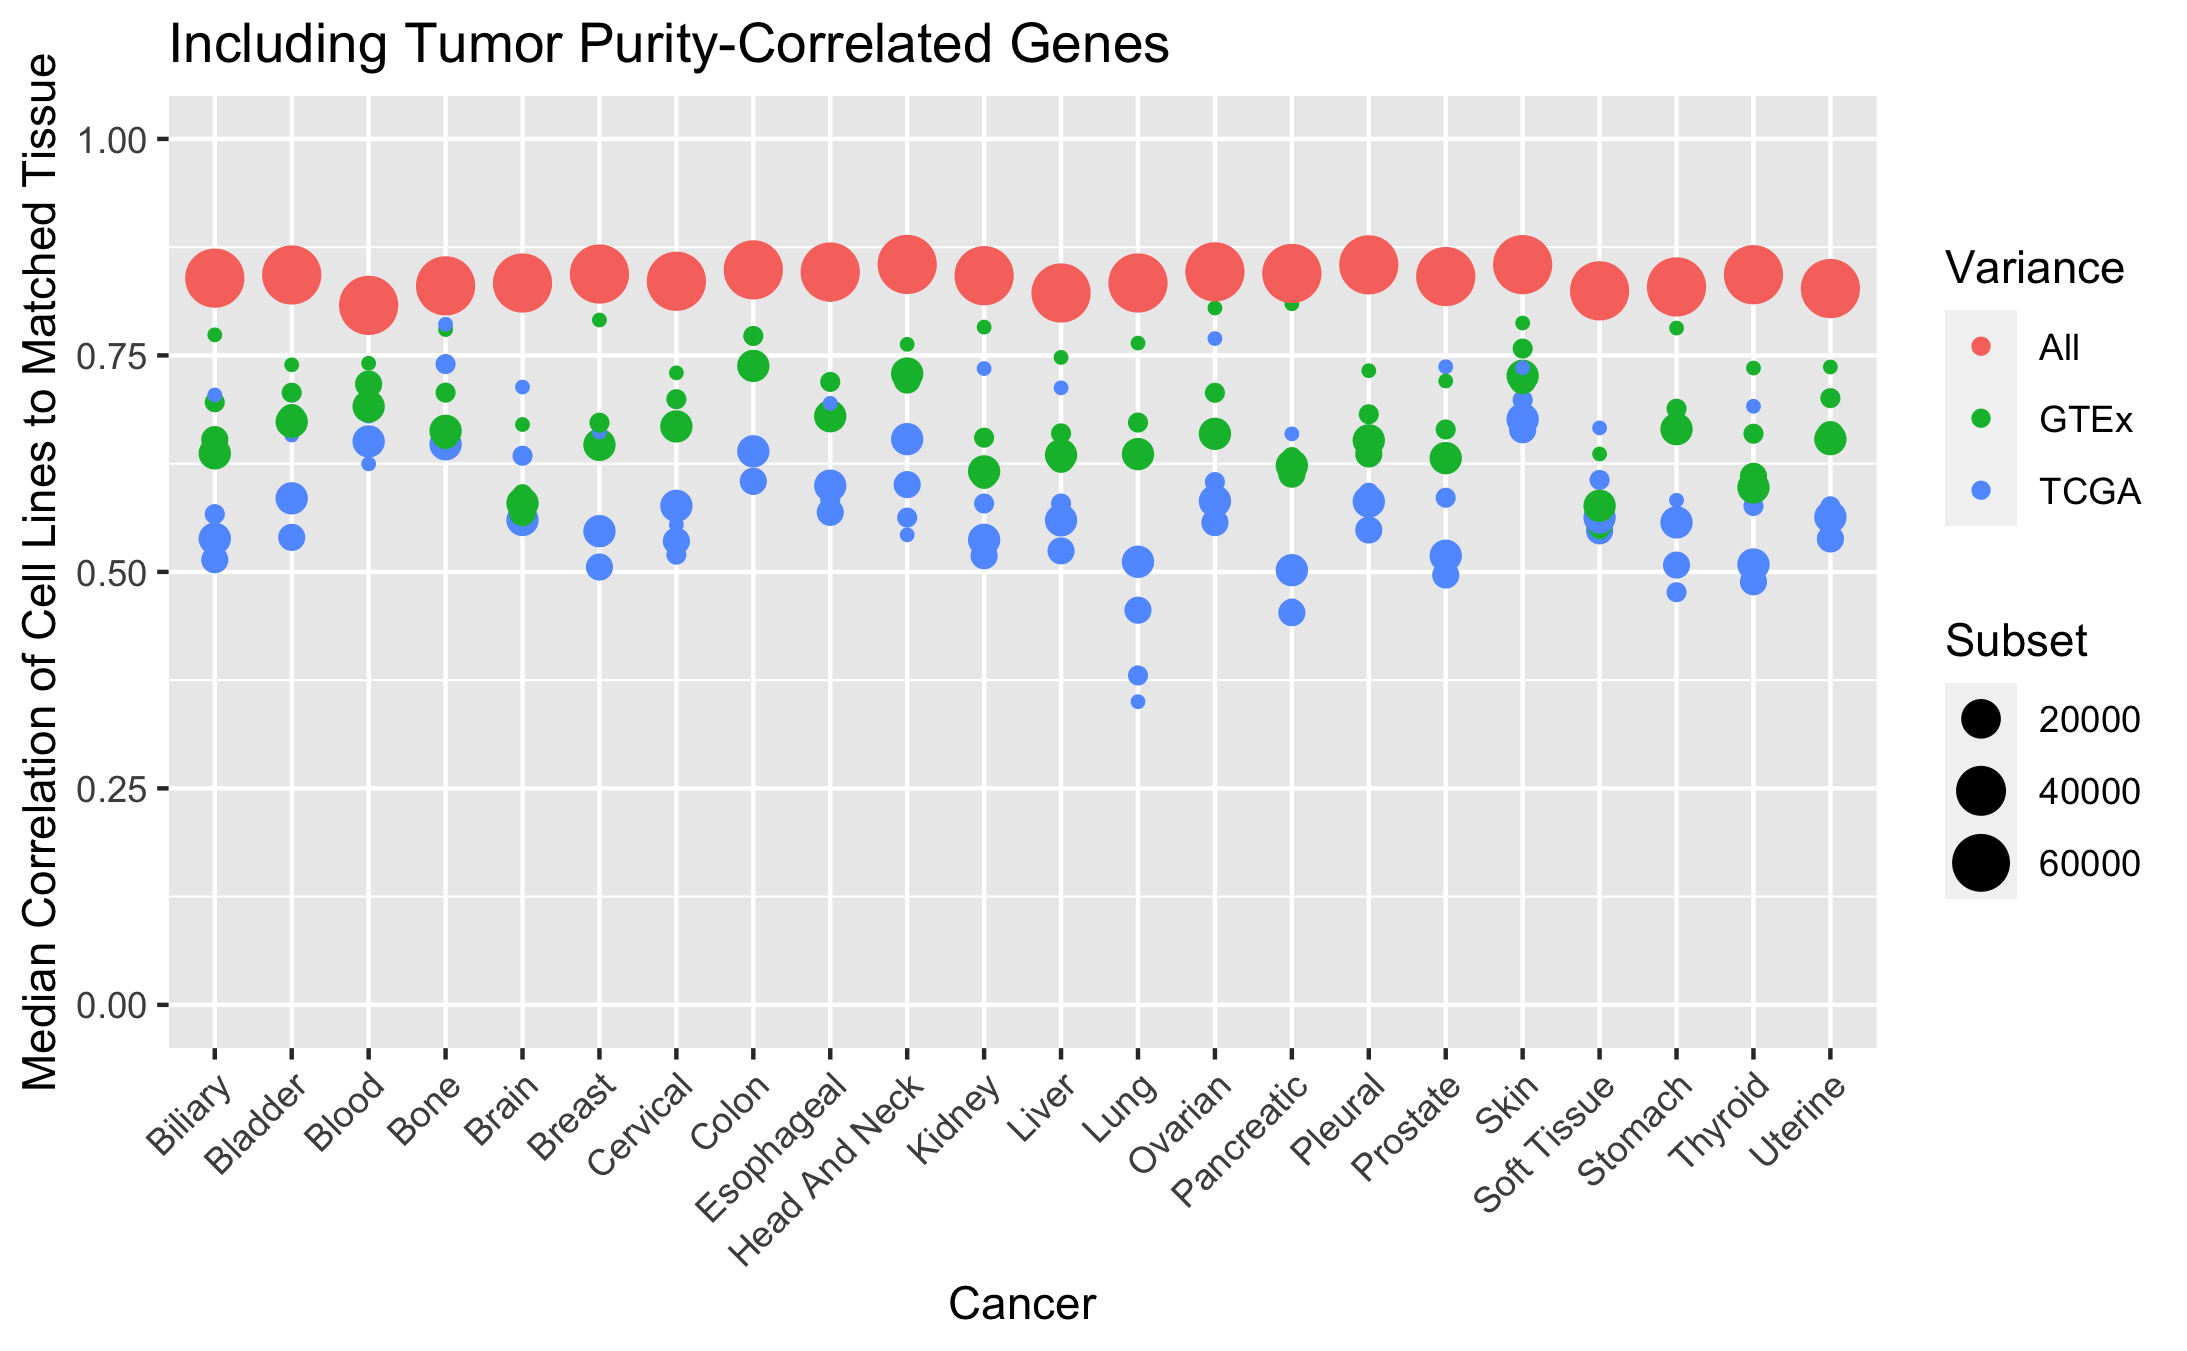 Including Tumor Purity-Correlated Genes
Median Correlation of Cell Lines to Matched Tissue
1.00
0.75
0.50
0.25
0.00
Biliary
Bladder
Blood
Bone
Brain
Breast
Cervical
Colon
Esophageal
Head And Neck
Kidney
Liver
Lung
Ovarian
Pancreatic
Pleural
Prostate
Skin
Soft Tissue
Stomach
Thyroid
Uterine
Cancer
Variance
All
GTEx
TCGA
Subset
20000
40000
60000